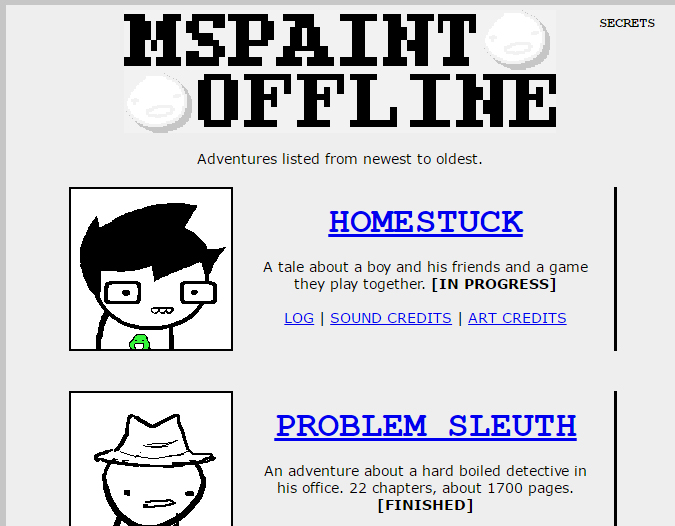 SECRETS
MSPAINT
OFFLINE
Adventures listed from newest to oldest.
HOMESTUCK
A tale about a boy and his friends and a game
they play together. [IN PROGRESS]
LOG | SOUND CREDITS | ART CREDITS
PROBLEM SLEUTH
An adventure about a hard boiled detective in
his office. 22 chapters, about 1700 pages.
[FINISHED]